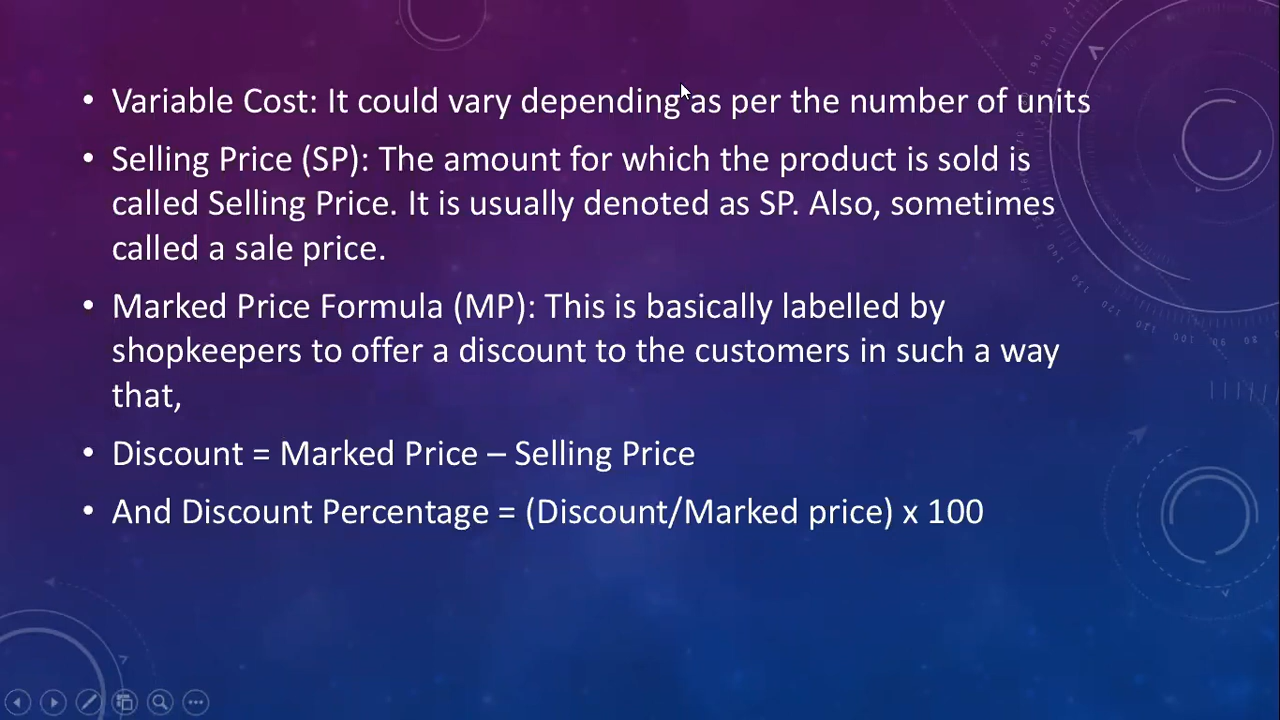 • Variable Cost: It could vary depending as per the number of units
• Selling Price (SP): The amount for which the product is sold is
called Selling Price. It is usually denoted as SP. Also, sometimes
called a sale price.
• Marked Price Formula (MP): This is basically labelled by
shopkeepers to offer a discount to the customers in such a way
that,
• Discount = Marked Price – Selling Price
• And Discount Percentage = (Discount/Marked price) x 100